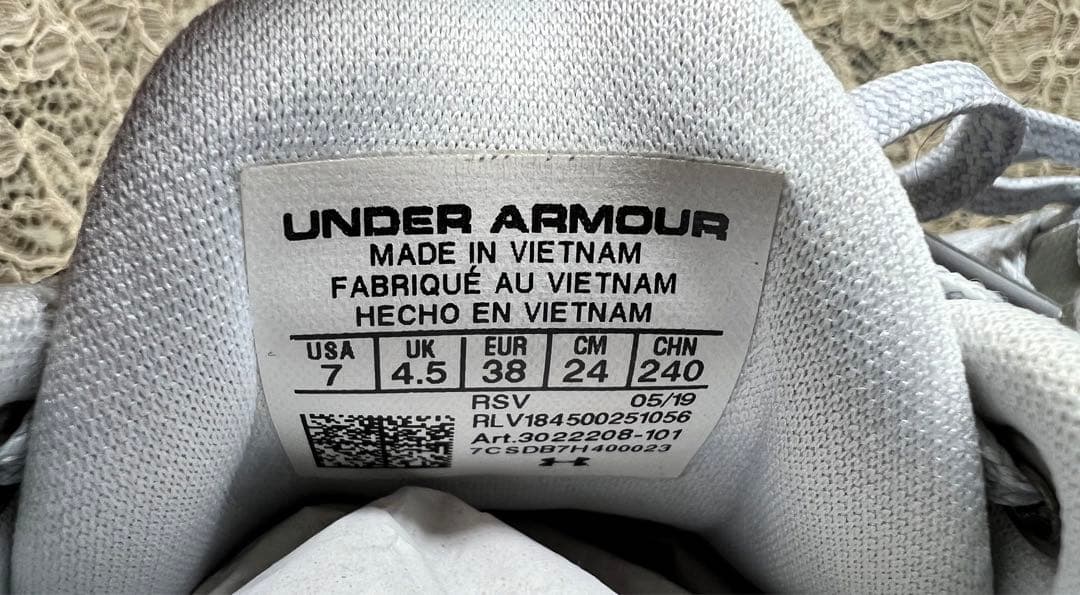 UNDER ARMOUR
MADE IN VIETNAM
FABRIQUÉ AU VIETNAM
HECHO EN VIETNAM
USA UK EUR CM CHN
7 4.5 38 24 240
RSV 05/19
RLV184500251056
Art.3022208-101
7CSDB7H400023